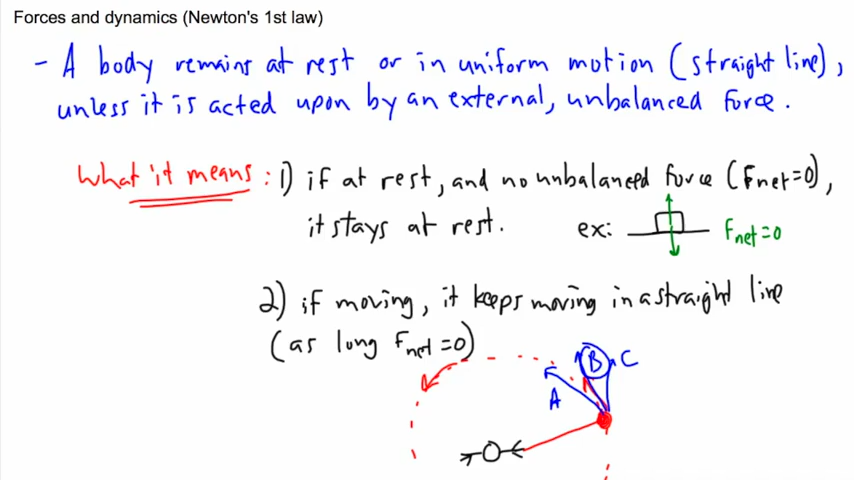 Forces and dynamics (Newton's 1st law)
- A body remains at rest or in uniform motion (straight line),
unless it is acted upon by an external, unbalanced force.
What it means: 1) if at rest, and no unbalanced force (Fnet=0),
it stays at rest. ex: Fnet=0
2) if moving, it keeps moving in a straight line
(as long Fnet=0)
A B C